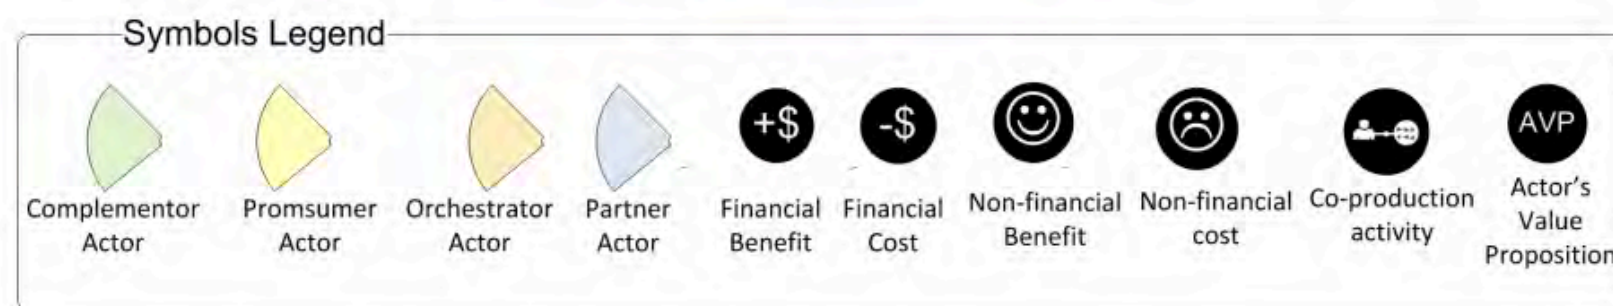 Symbols Legend
+$
-$
AVP
Complementor
Actor
Promsumer
Actor
Orchestrator
Actor
Partner
Actor
Financial
Benefit
Financial
Cost
Non-financial
Benefit
Non-financial
cost
Co-production
activity
Actor's
Value
Proposition